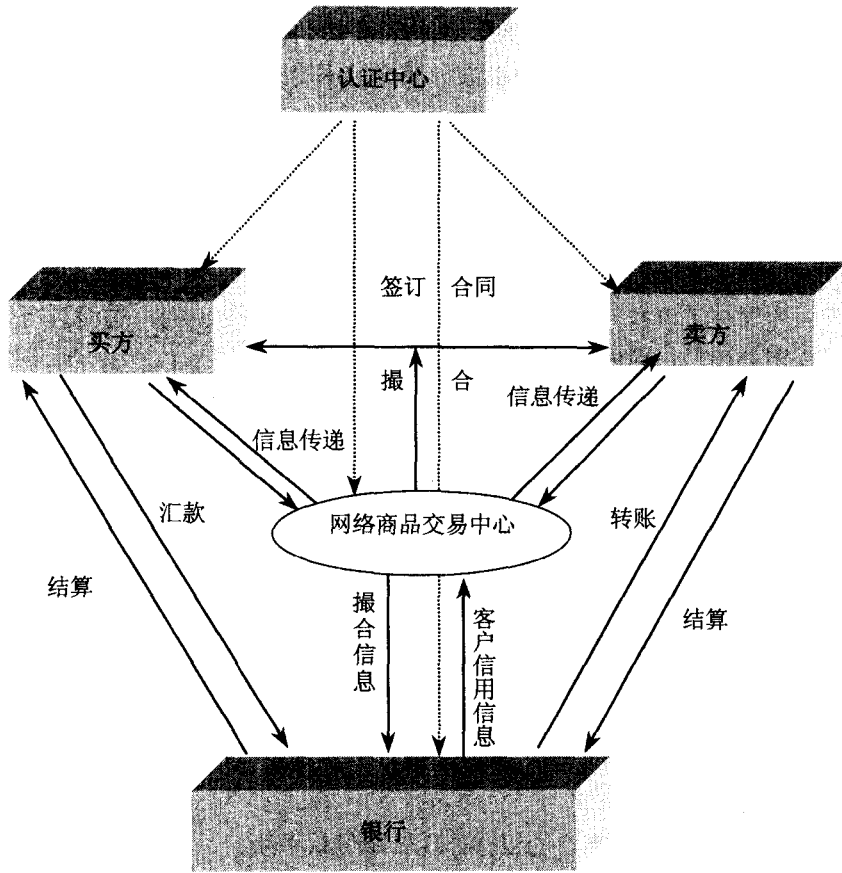 认证中心
签订 合同
买方
卖方
撮 合
信息传递
信息传递
汇款
网络商品交易中心
转账
结算
结算
撮合信息
客户信用信息
银行